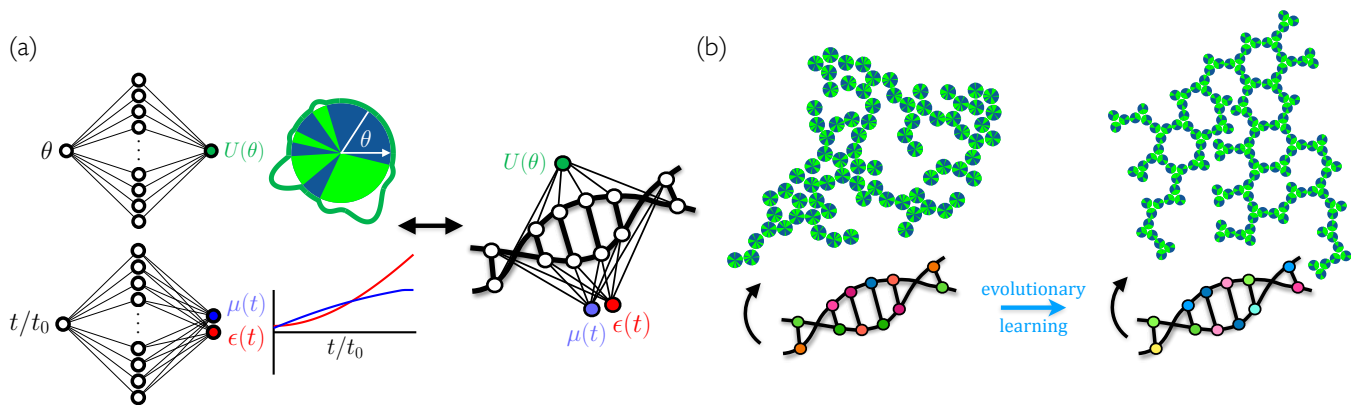 (a)
(b)
θ
U(θ)
θ
U(θ)
t/t₀
μ(t)
ϵ(t)
t/t₀
μ(t)
ϵ(t)
evolutionary
learning